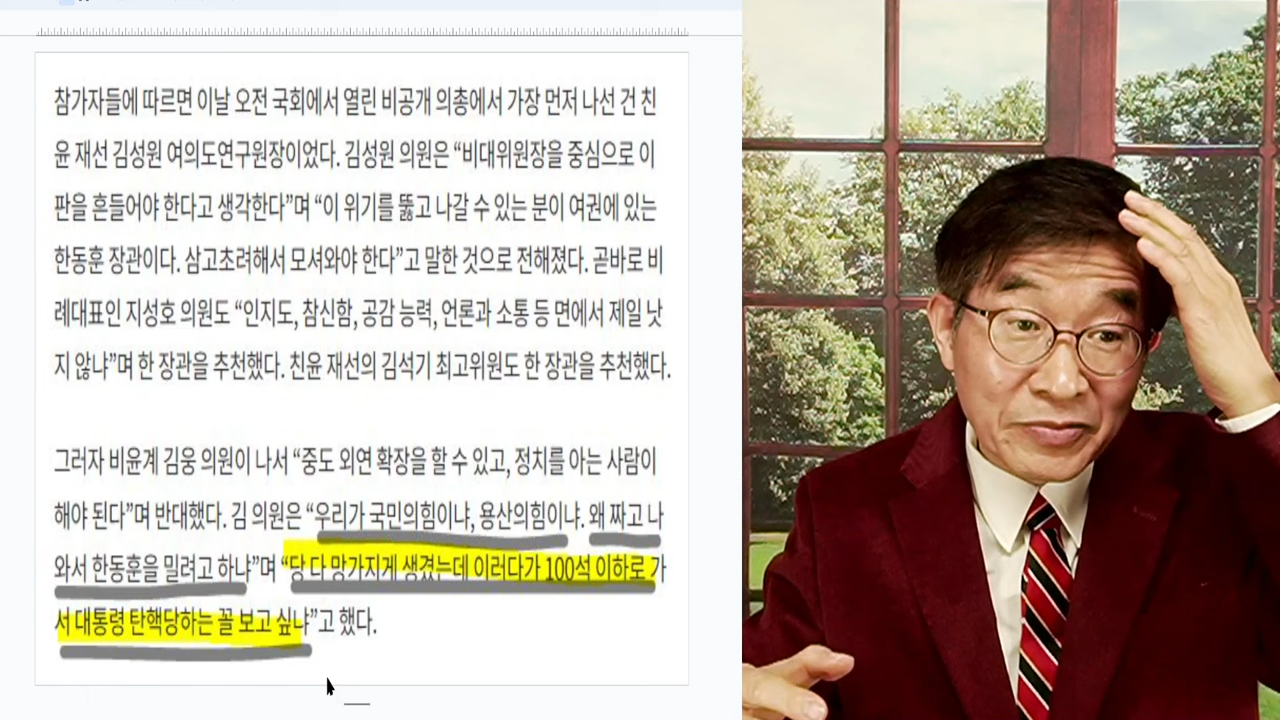 참가자들에 따르면 이날 오전 국회에서 열린 비공개 의총에서 가장 먼저 나선 건 친
윤 재선 김성원 여의도연구원장이었다. 김성원 의원은 “비대위원장을 중심으로 이
판을 흔들어야 한다고 생각한다”며 “이 위기를 뚫고 나갈 수 있는 분이 여권에 있는
한동훈 장관이다. 삼고초려해서 모셔와야 한다”고 말한 것으로 전해졌다. 곧바로 비
례대표인 지성호 의원도 “인지도, 참신함, 공감 능력, 언론과 소통 등 면에서 제일 낫
지 않냐”며 한 장관을 추천했다. 친윤 재선의 김석기 최고위원도 한 장관을 추천했다.
그러자 비윤계 김웅 의원이 나서 “중도 외연 확장을 할 수 있고, 정치를 아는 사람이
해야 된다”며 반대했다. 김 의원은 “우리가 국민의힘이냐, 용산의힘이냐. 왜 짜고 나
와서 한동훈을 밀려고 하냐”며 “당 다 망가지게 생겼는데 이러다가 100석 이하로 가
서 대통령 탄핵당하는 꼴 보고 싶냐”고 했다.